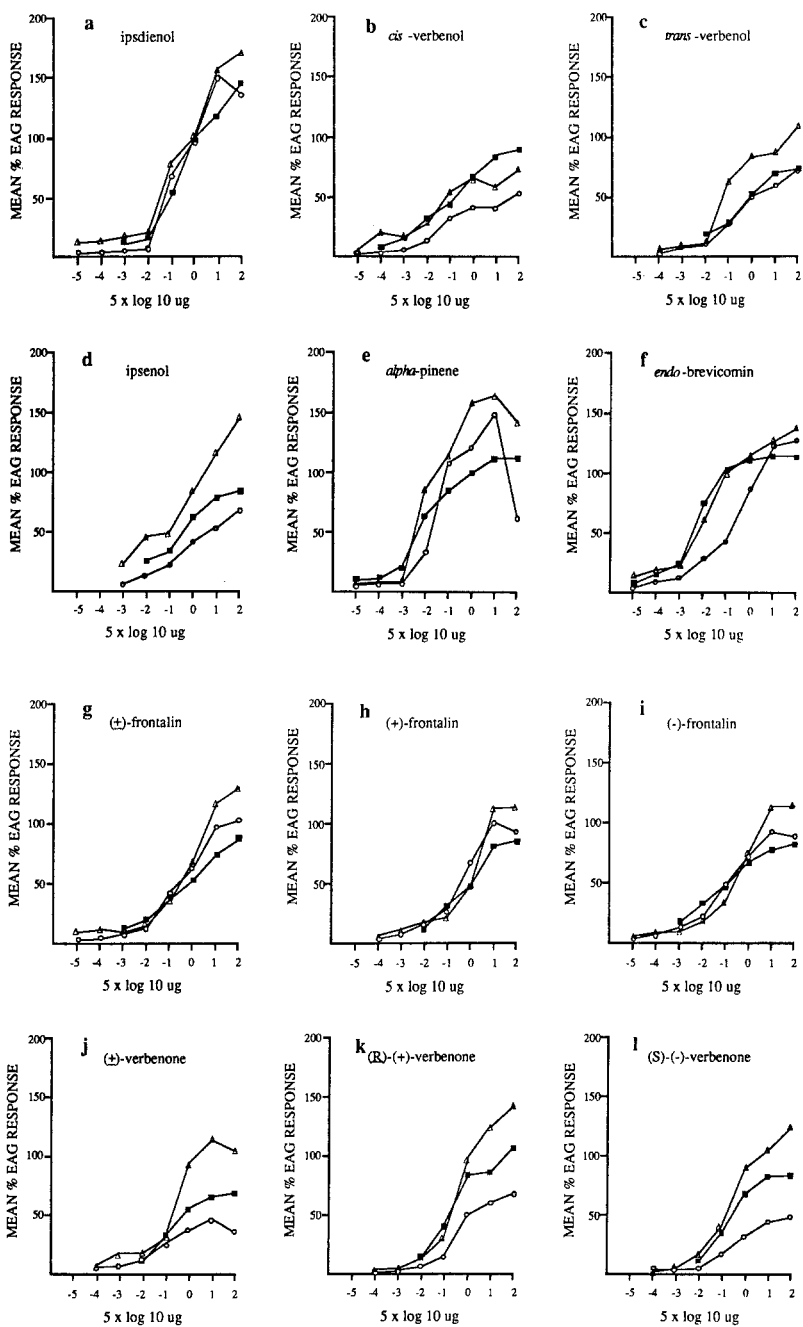 a
ipsdienol
200
150
100
50
MEAN % EAG RESPONSE
-5 -4 -3 -2 -1 0 1 2
5 x log 10 ug
b
cis -verbenol
200
150
100
50
MEAN % EAG RESPONSE
-5 -4 -3 -2 -1 0 1 2
5 x log 10 ug
c
trans -verbenol
200
150
100
50
MEAN % EAG RESPONSE
-5 -4 -3 -2 -1 0 1 2
5 x log 10 ug
d
ipsenol
200
150
100
50
MEAN % EAG RESPONSE
-5 -4 -3 -2 -1 0 1 2
5 x log 10 ug
e
alpha-pinene
200
150
100
50
MEAN % EAG RESPONSE
-5 -4 -3 -2 -1 0 1 2
5 x log 10 ug
f
endo -brevicomin
200
150
100
50
MEAN % EAG RESPONSE
-5 -4 -3 -2 -1 0 1 2
5 x log 10 ug
g
(±)-frontalin
200
150
100
50
MEAN % EAG RESPONSE
-5 -4 -3 -2 -1 0 1 2
5 x log 10 ug
h
(+)-frontalin
200
150
100
50
MEAN % EAG RESPONSE
-5 -4 -3 -2 -1 0 1 2
5 x log 10 ug
i
(-)-frontalin
200
150
100
50
MEAN % EAG RESPONSE
-5 -4 -3 -2 -1 0 1 2
5 x log 10 ug
j
(±)-verbenone
200
150
100
50
MEAN % EAG RESPONSE
-5 -4 -3 -2 -1 0 1 2
5 x log 10 ug
k
(R)-(+)-verbenone
200
150
100
50
MEAN % EAG RESPONSE
-5 -4 -3 -2 -1 0 1 2
5 x log 10 ug
l
(S)-(-)-verbenone
200
150
100
50
MEAN % EAG RESPONSE
-5 -4 -3 -2 -1 0 1 2
5 x log 10 ug